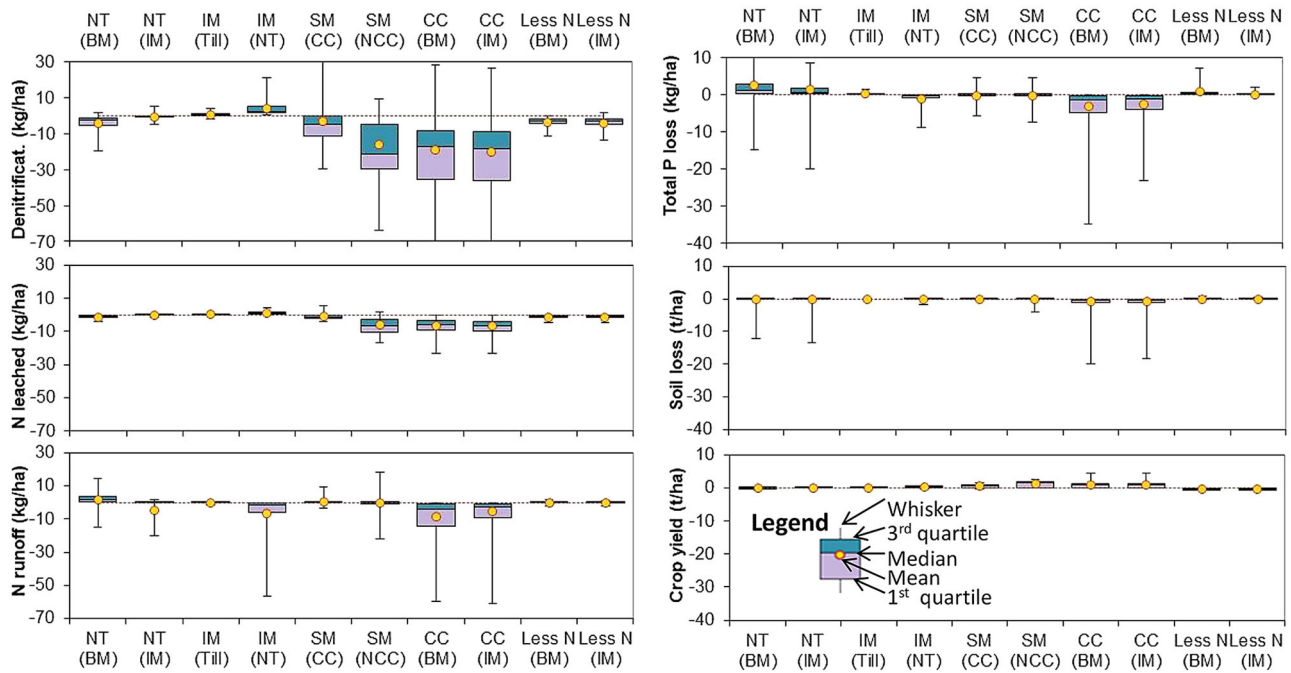 NT NT IM IM SM SM CC CC Less N Less N
(BM) (IM) (Till) (NT) (CC) (NCC) (BM) (IM) (BM) (IM)
Denitrificat. (kg/ha)
30
10
-10
-30
-50
-70
N leached (kg/ha)
30
10
-10
-30
-50
-70
N runoff (kg/ha)
30
10
-10
-30
-50
-70
NT NT IM IM SM SM CC CC Less N Less N
(BM) (IM) (Till) (NT) (CC) (NCC) (BM) (IM) (BM) (IM)
NT NT IM IM SM SM CC CC Less N Less N
(BM) (IM) (Till) (NT) (CC) (NCC) (BM) (IM) (BM) (IM)
Total P loss (kg/ha)
10
0
-10
-20
-30
-40
Soil loss (t/ha)
10
0
-10
-20
-30
-40
Crop yield (t/ha)
10
0
-10
-20
-30
-40
Legend
Whisker
3rd quartile
Median
Mean
1st quartile
NT NT IM IM SM SM CC CC Less N Less N
(BM) (IM) (Till) (NT) (CC) (NCC) (BM) (IM) (BM) (IM)